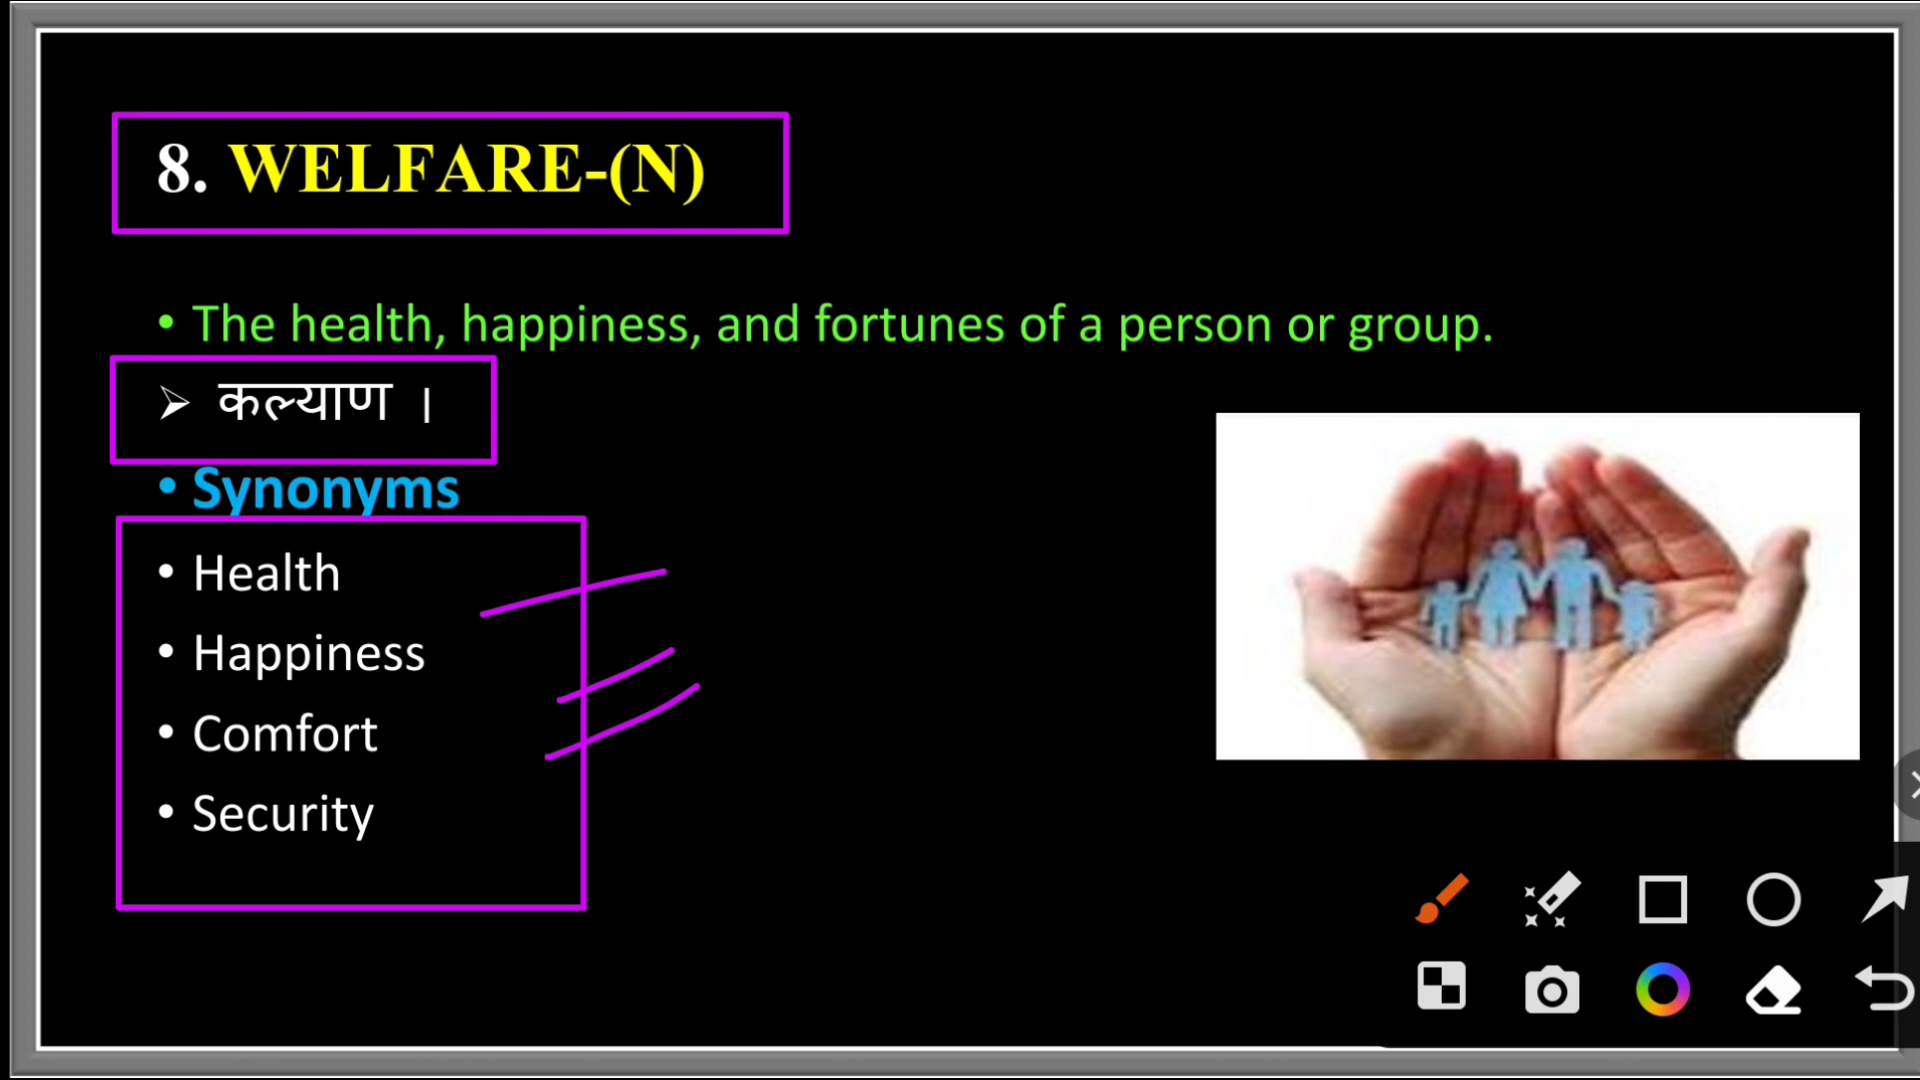 8. WELFARE-(N)
• The health, happiness, and fortunes of a person or group.
➢ कल्याण ।
• Synonyms
• Health
• Happiness
• Comfort
• Security